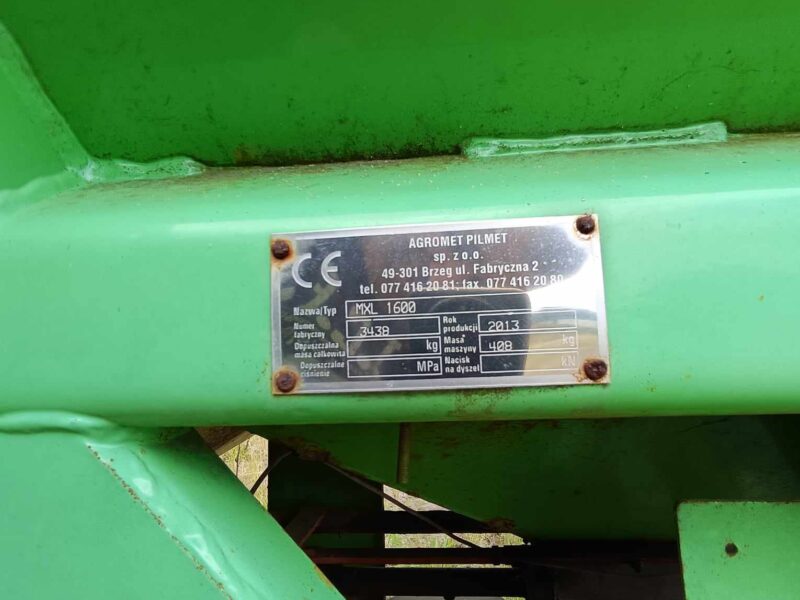 CE
AGROMET PILMET
sp. z o.o.
49-301 Brzeg ul. Fabryczna 2
tel. 077 416 20 81; fax. 077 416 20 80
Nazwa/Typ MXL 1600
Numer fabryczny 3438 Rok produkcji 2013
Dopuszczalna masa całkowita kg Masa maszyny 408 kg
Dopuszczalne ciśnienie MPa Nacisk na dyszel kN